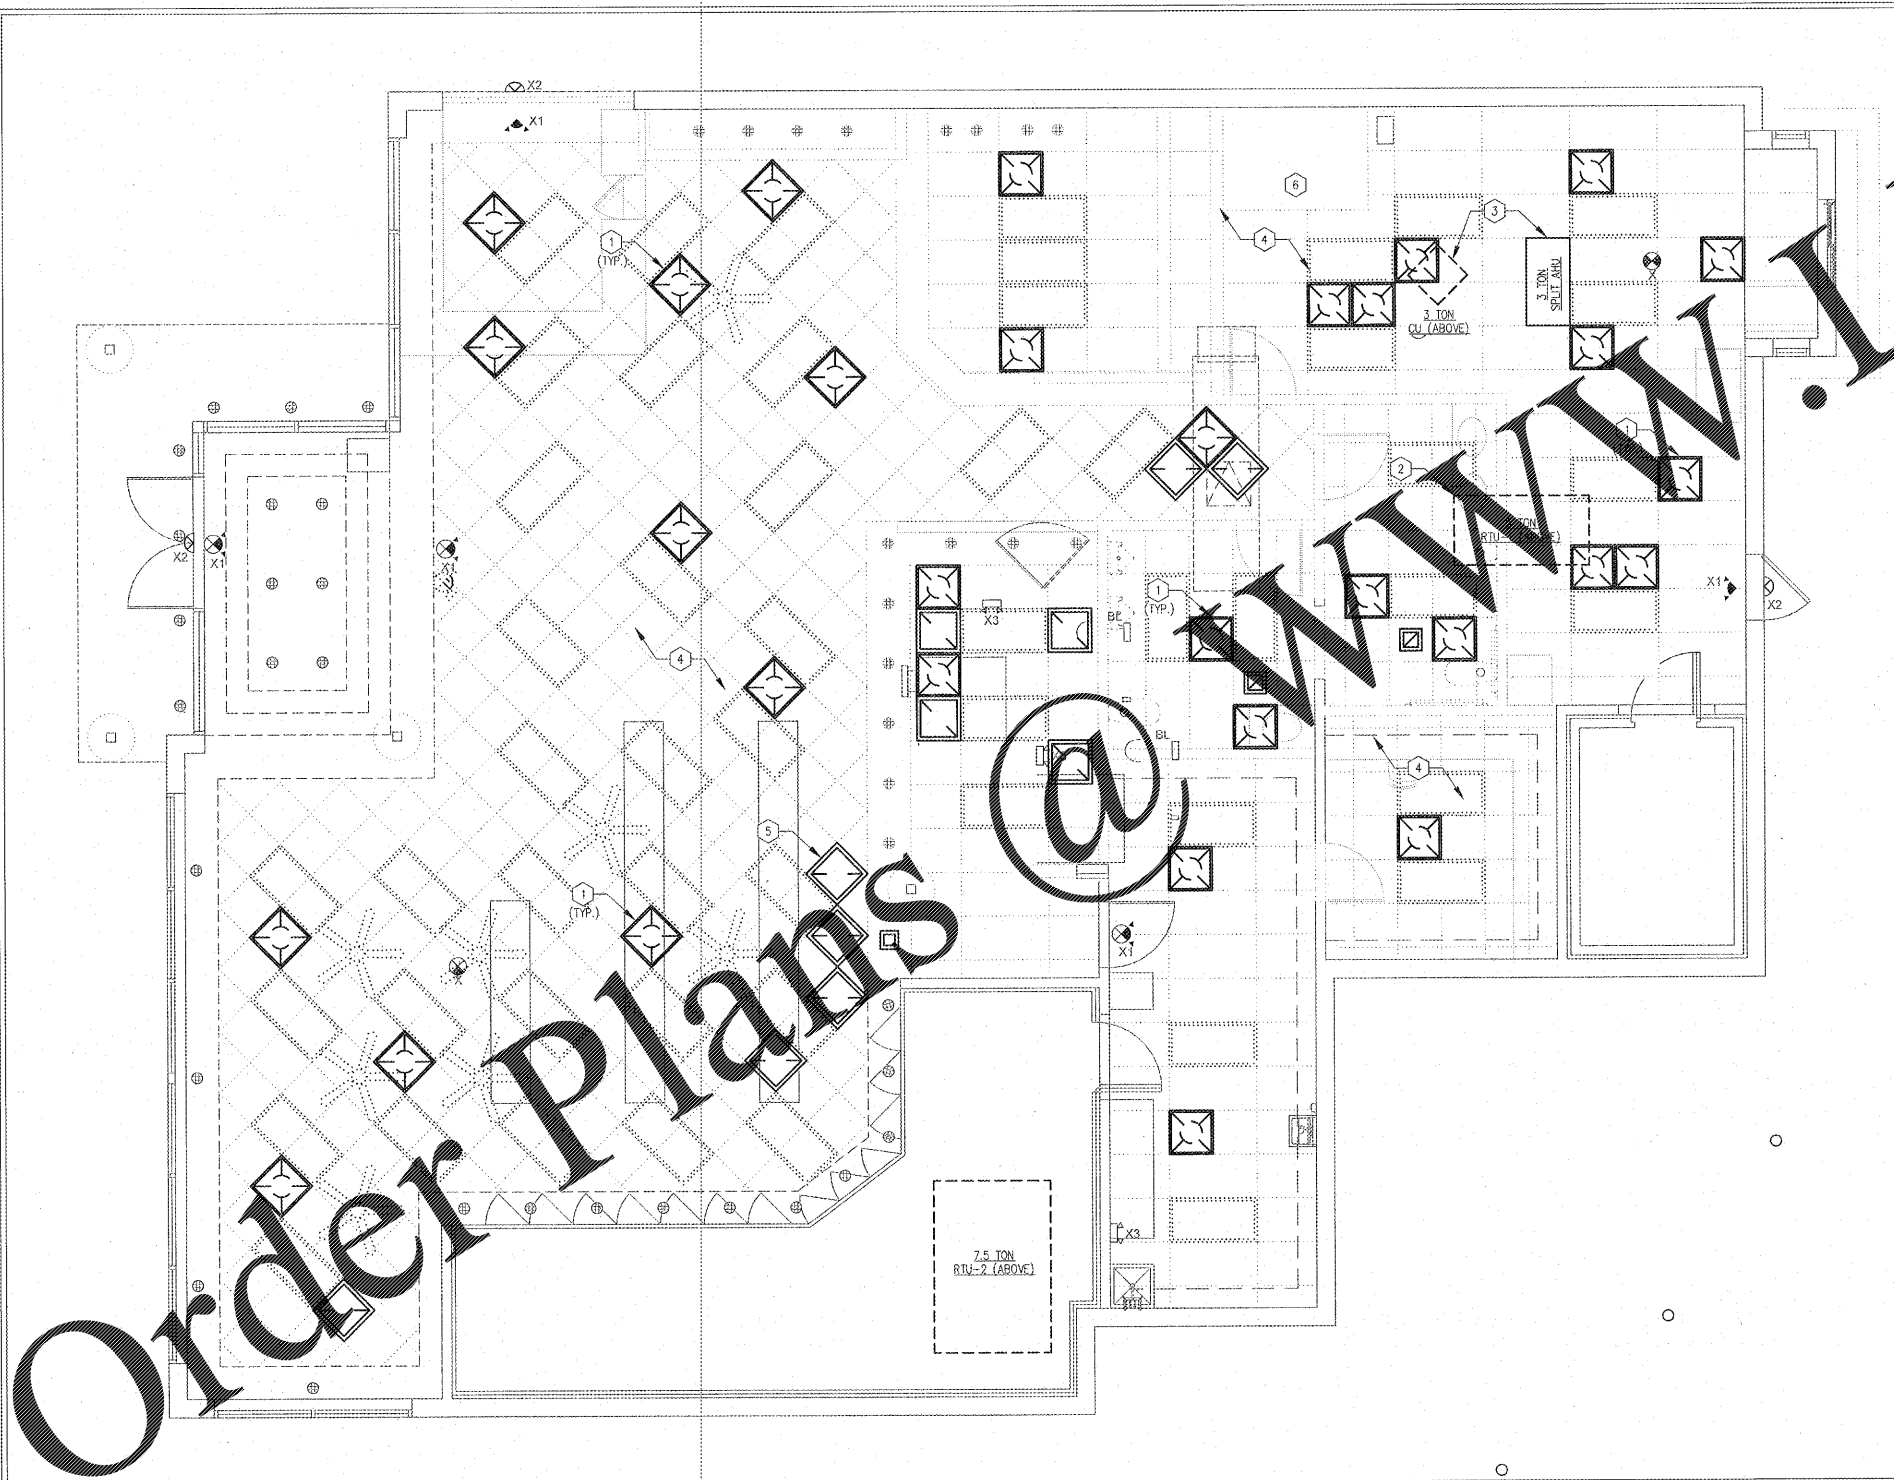 X2
X1
6
1
(TYP.)
3
4
3 TON
SPLIT AHU
3 TON
CU (ABOVE)
X
1
2
X2
X1
X1
1
(TYP.)
X1
X2
X3
BL
4
BL
4
5
1
(TYP.)
X1
X
X3
7.5 TON
RTU-2 (ABOVE)
Order Plans @ www.